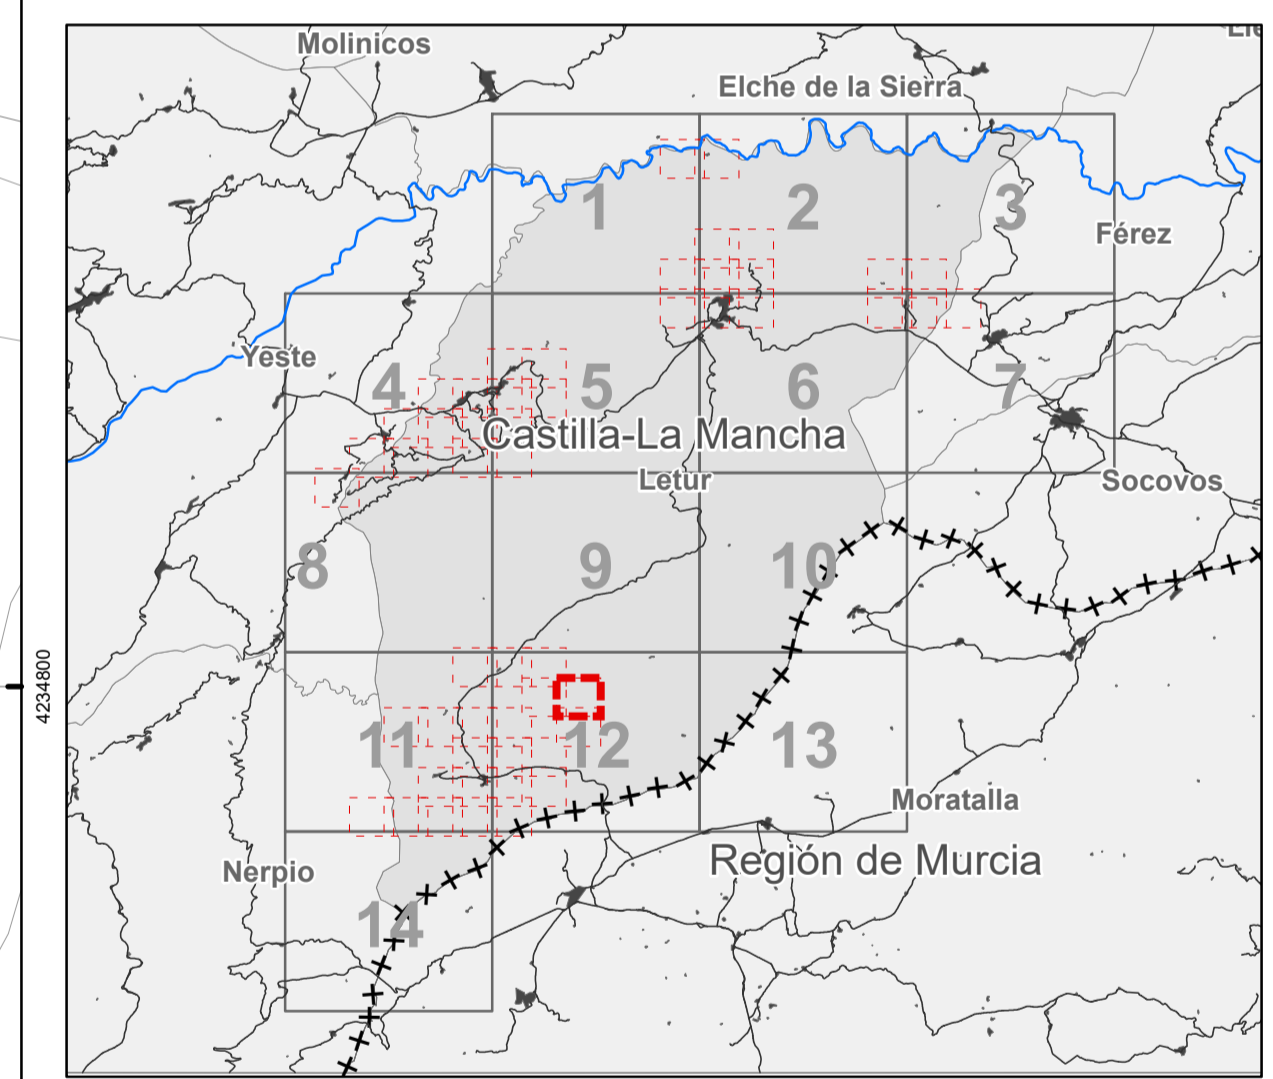 Molinicos
Elche de la Sierra
1
2
3
Férez
Yeste
4
5
6
7
Castilla-La Mancha
Letur
Socovos
8
9
10
4234800
11
12
13
Moratalla
Nerpio
Región de Murcia
14